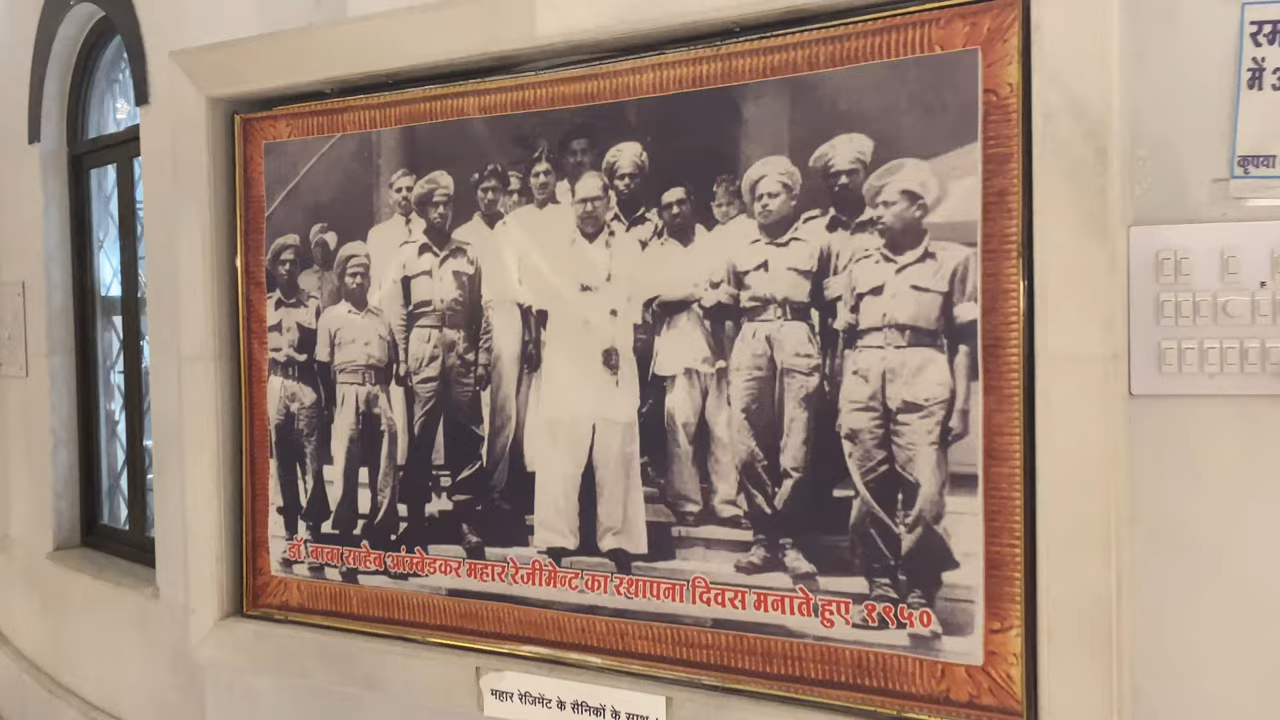 डॉ. बाबा साहेब आंम्बेडकर महार रेजीमेन्ट का स्थापना दिवस मनाते हुए १९५०
महार रेजिमेंट के सैनिकों के साथ
में
कृपया